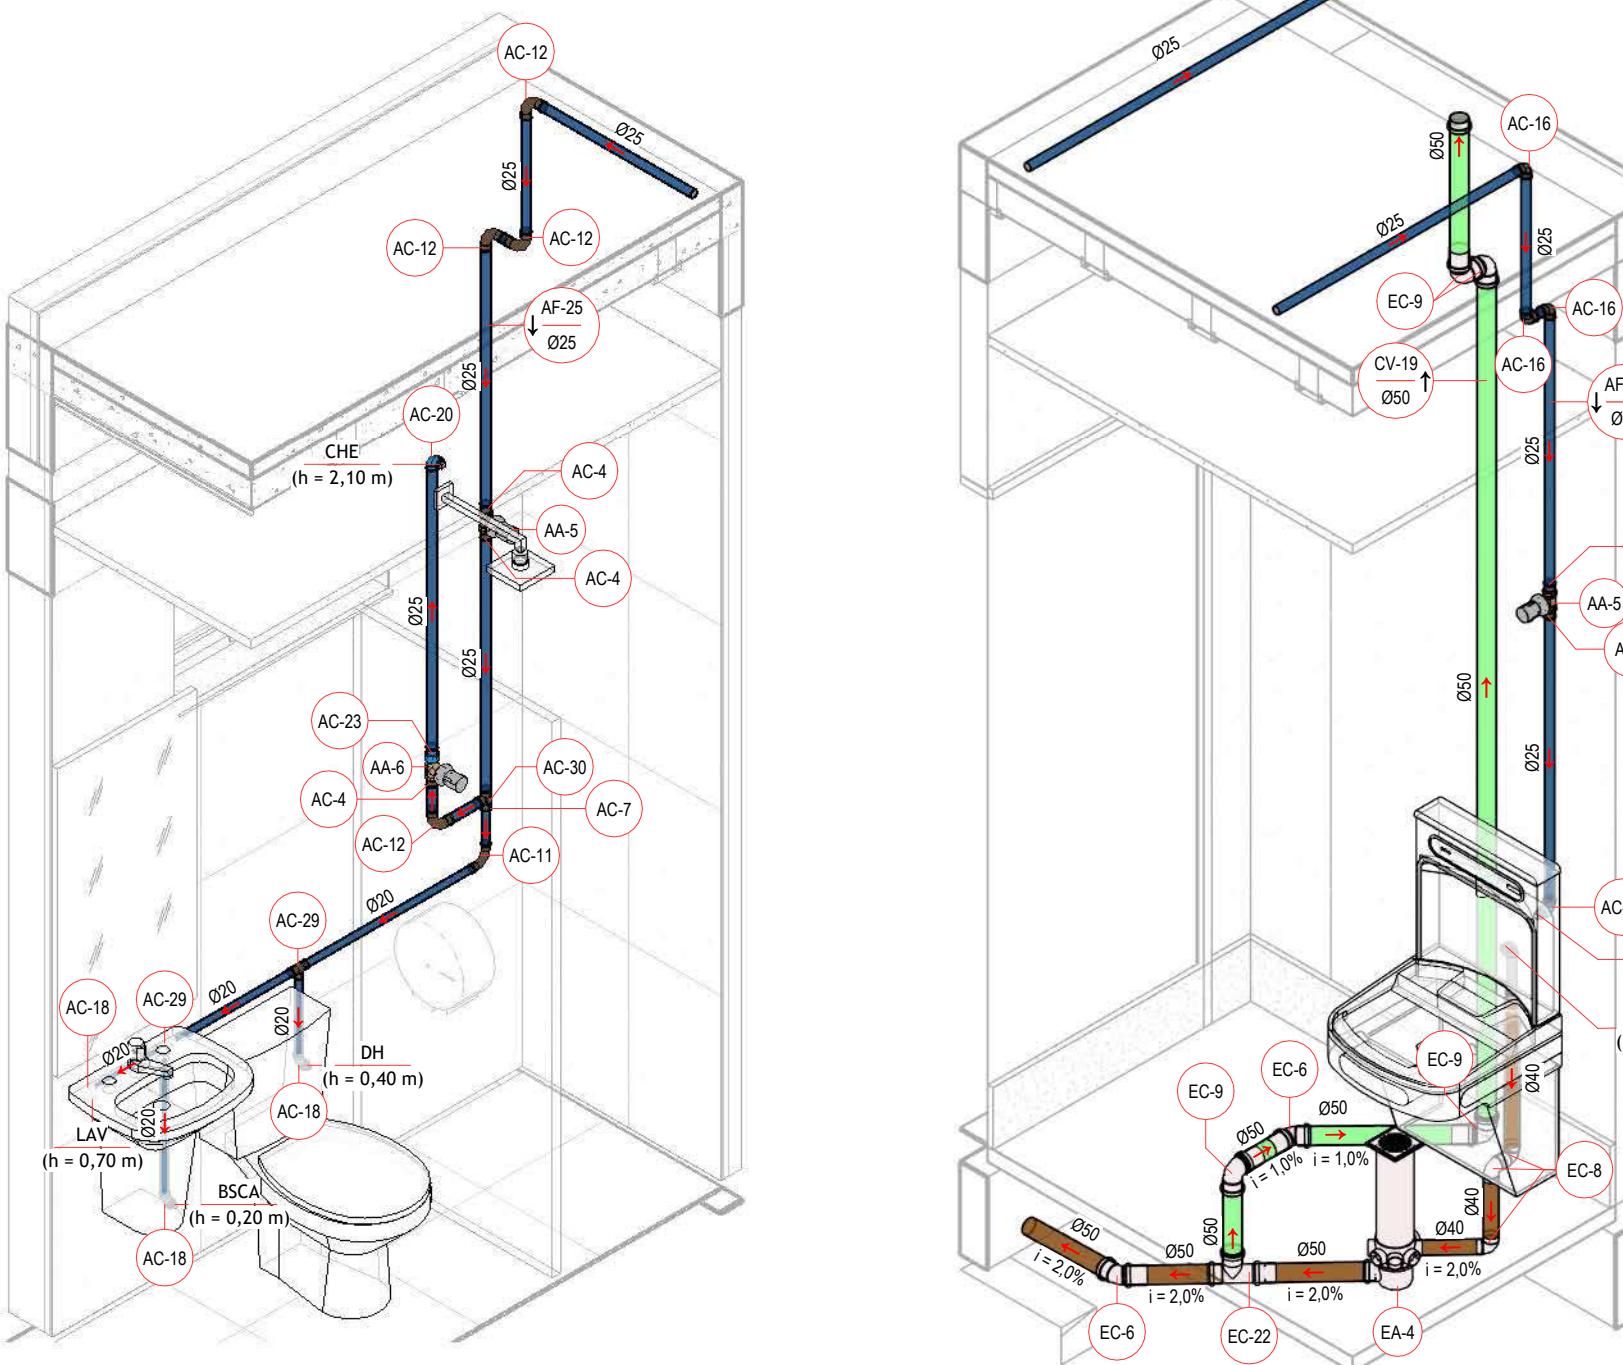 AC-12
Ø25
Ø25
AC-12
AC-12
AF-25
Ø25
Ø25
AC-20
CHE
(h = 2,10 m)
AC-4
AA-5
AC-4
Ø25
Ø25
AC-23
AA-6
AC-30
AC-4
AC-7
AC-12
AC-11
Ø20
AC-29
AC-29
AC-18
Ø20
Ø20
Ø20
DH
(h = 0,40 m)
AC-18
Ø20
LAV
(h = 0,70 m)
BSCA
(h = 0,20 m)
AC-18
Ø25
AC-16
Ø50
Ø25
Ø25
EC-9
AC-16
AC-16
CV-19
Ø50
AF
Ø
Ø25
AA-5
A
Ø50
Ø25
AC-
(
EC-9
EC-6
EC-9
Ø40
Ø50
Ø50
i = 1,0%
i = 1,0%
EC-8
Ø40
Ø50
Ø50
i = 2,0%
Ø50
i = 2,0%
Ø50
i = 2,0%
Ø40
i = 2,0%
EC-6
EC-22
EA-4